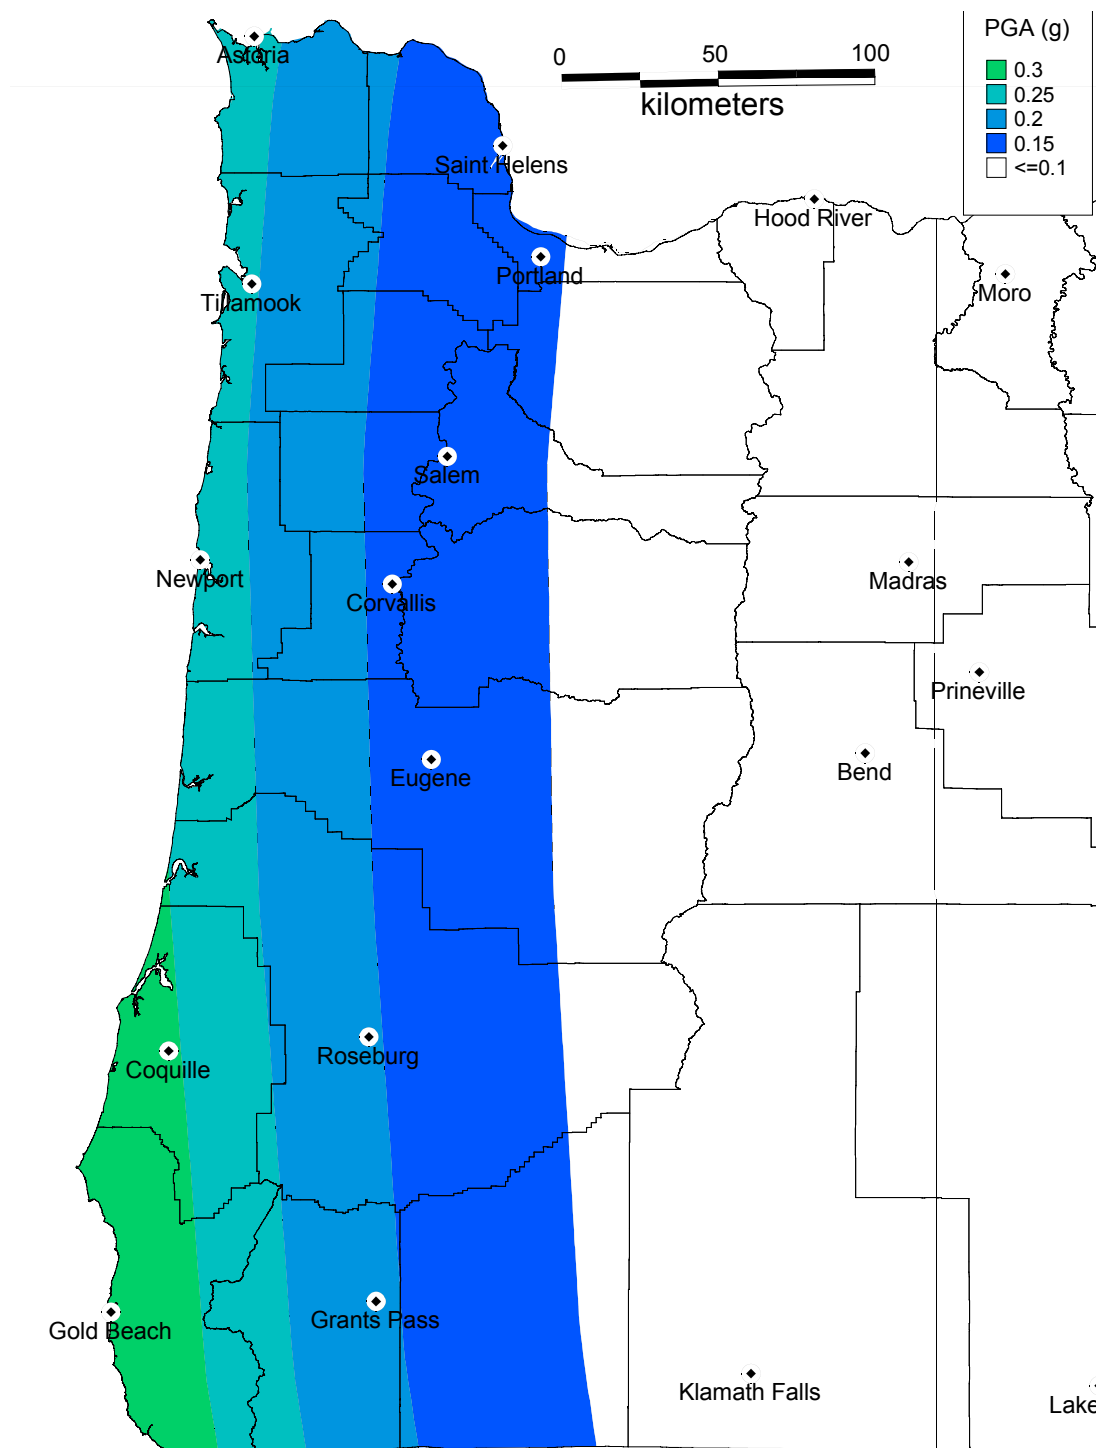 PGA (g)
0.3
0.25
0.2
0.15
<=0.1
0 50 100
kilometers
Astoria
Saint Helens
Hood River
Portland
Moro
Tillamook
Salem
Newport
Madras
Corvallis
Prineville
Eugene
Bend
Roseburg
Coquille
Grants Pass
Gold Beach
Klamath Falls
Lake